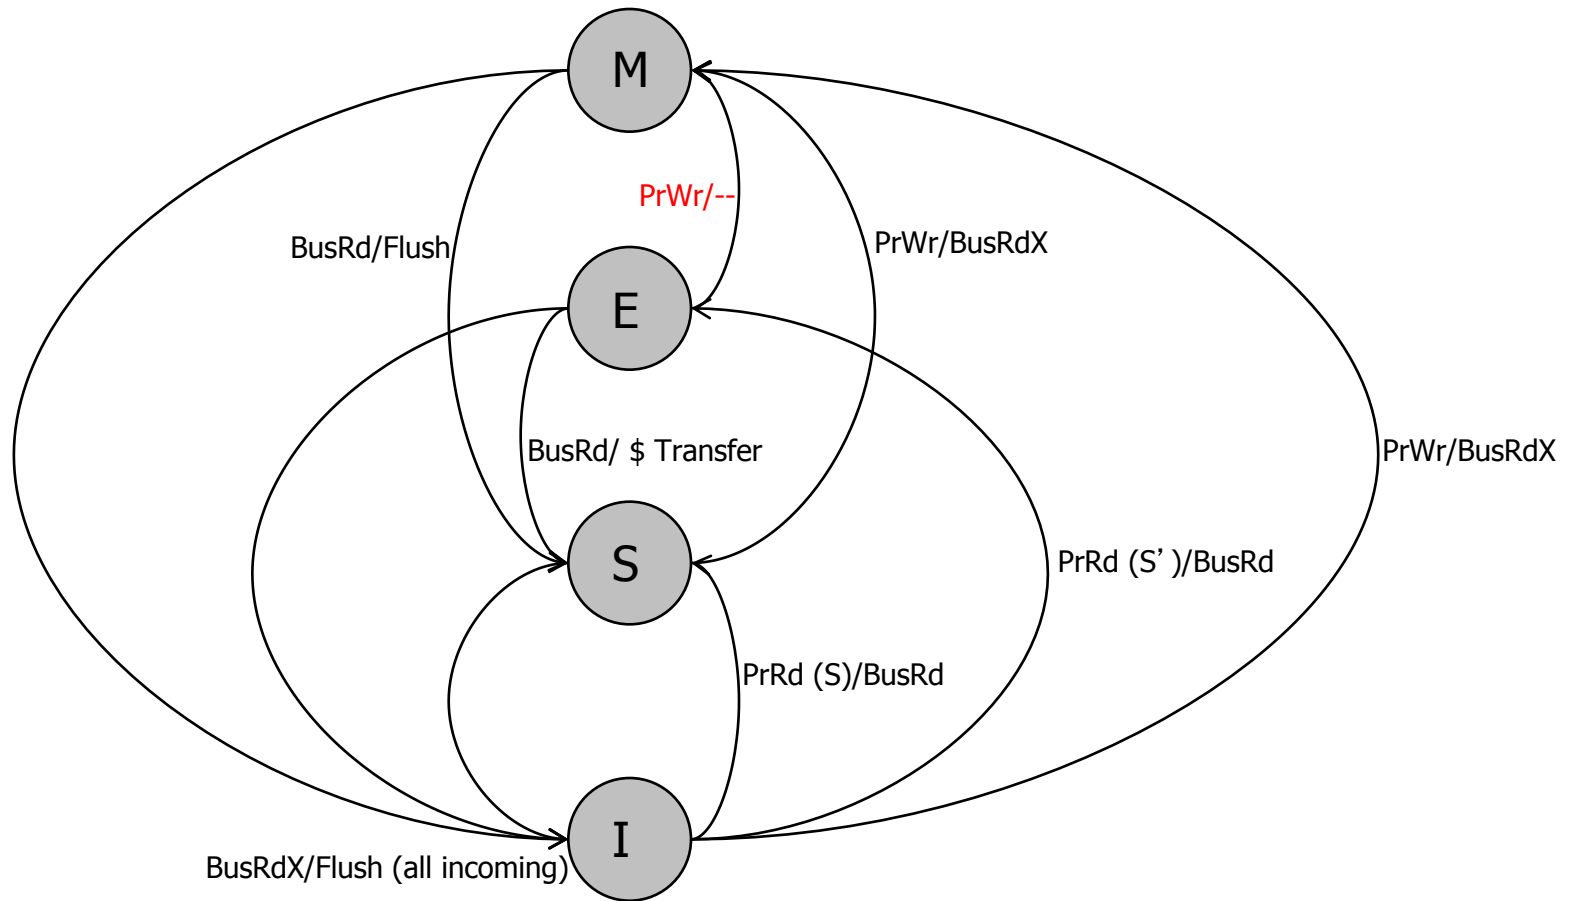 M
PrWr/--
BusRd/Flush
PrWr/BusRdX
E
BusRd/ $ Transfer
PrWr/BusRdX
S
PrRd (S’ )/BusRd
PrRd (S)/BusRd
I
BusRdX/Flush (all incoming)